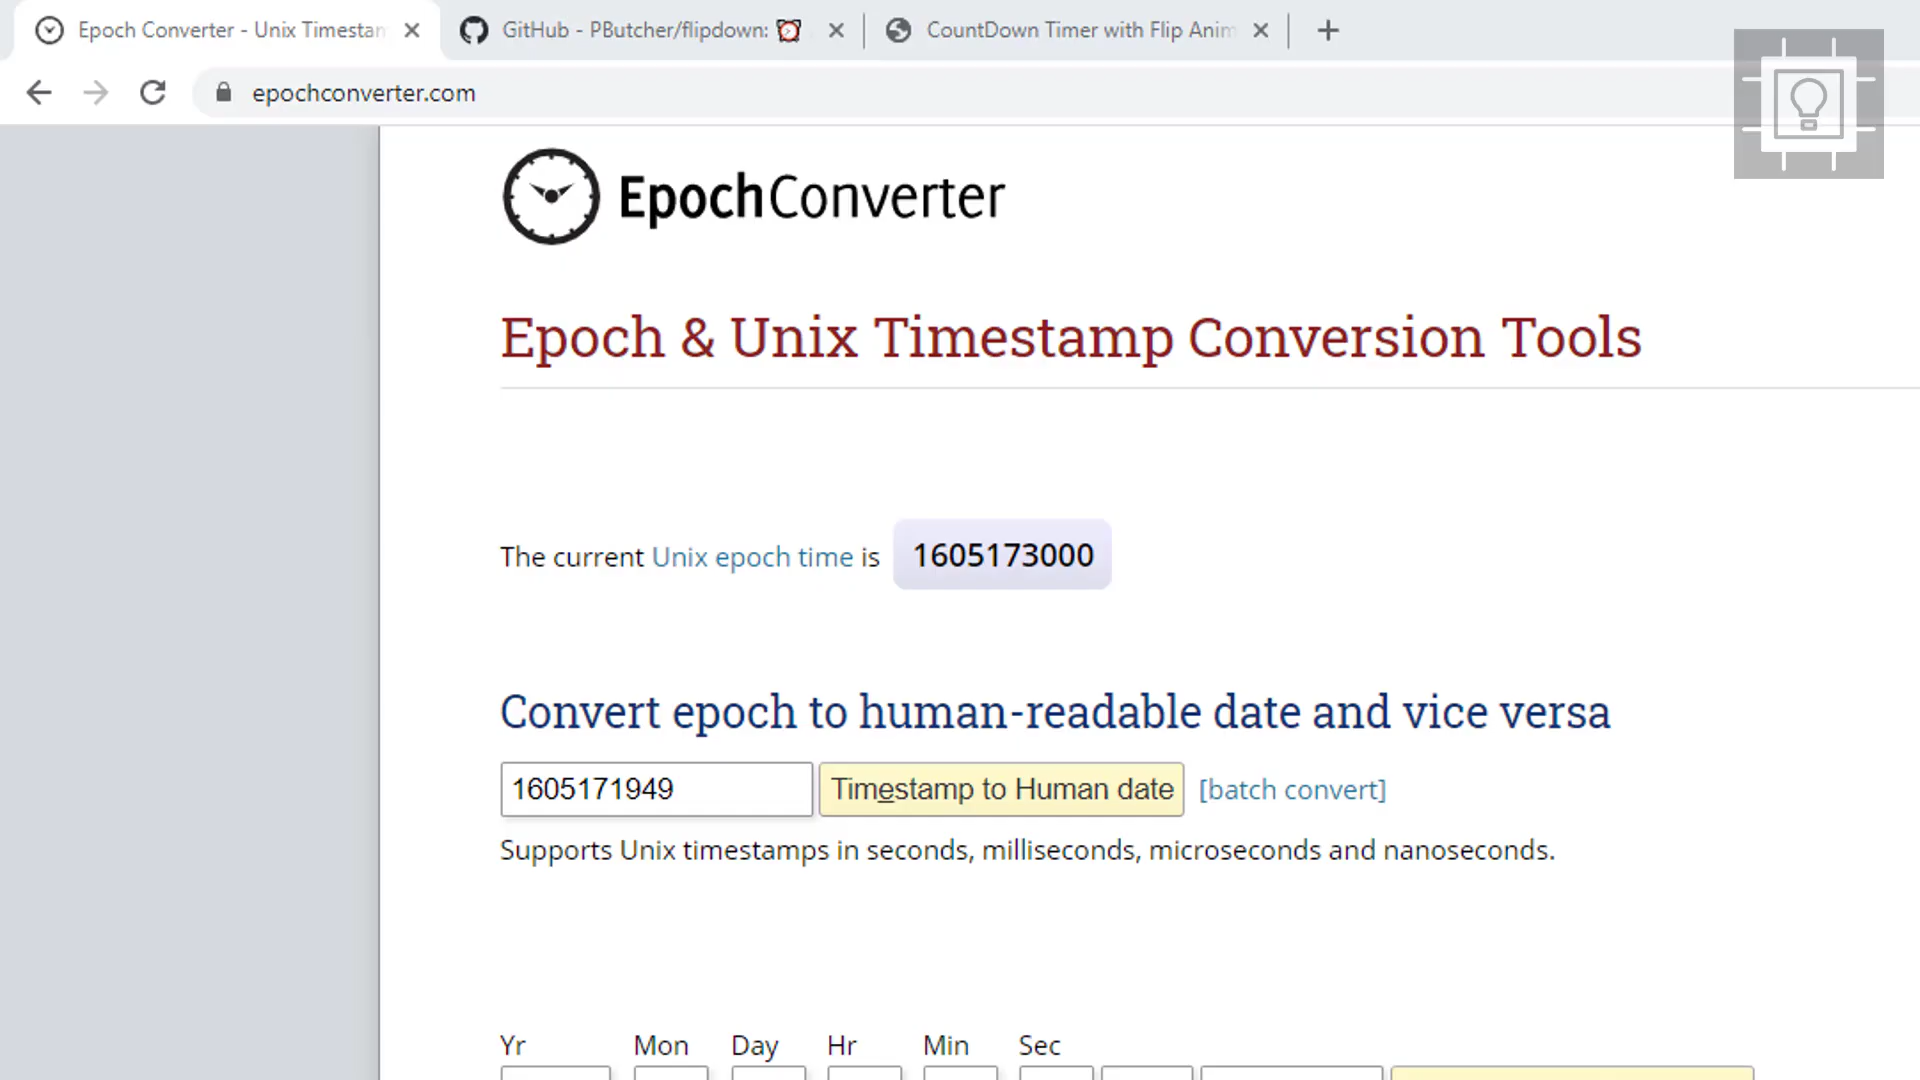 Epoch Converter - Unix Timestam
GitHub - PButcher/flipdown:
CountDown Timer with Flip Anim
epochconverter.com
EpochConverter
Epoch & Unix Timestamp Conversion Tools
The current Unix epoch time is 1605173000
Convert epoch to human-readable date and vice versa
1605171949 Timestamp to Human date [batch convert]
Supports Unix timestamps in seconds, milliseconds, microseconds and nanoseconds.
Yr Mon Day Hr Min Sec